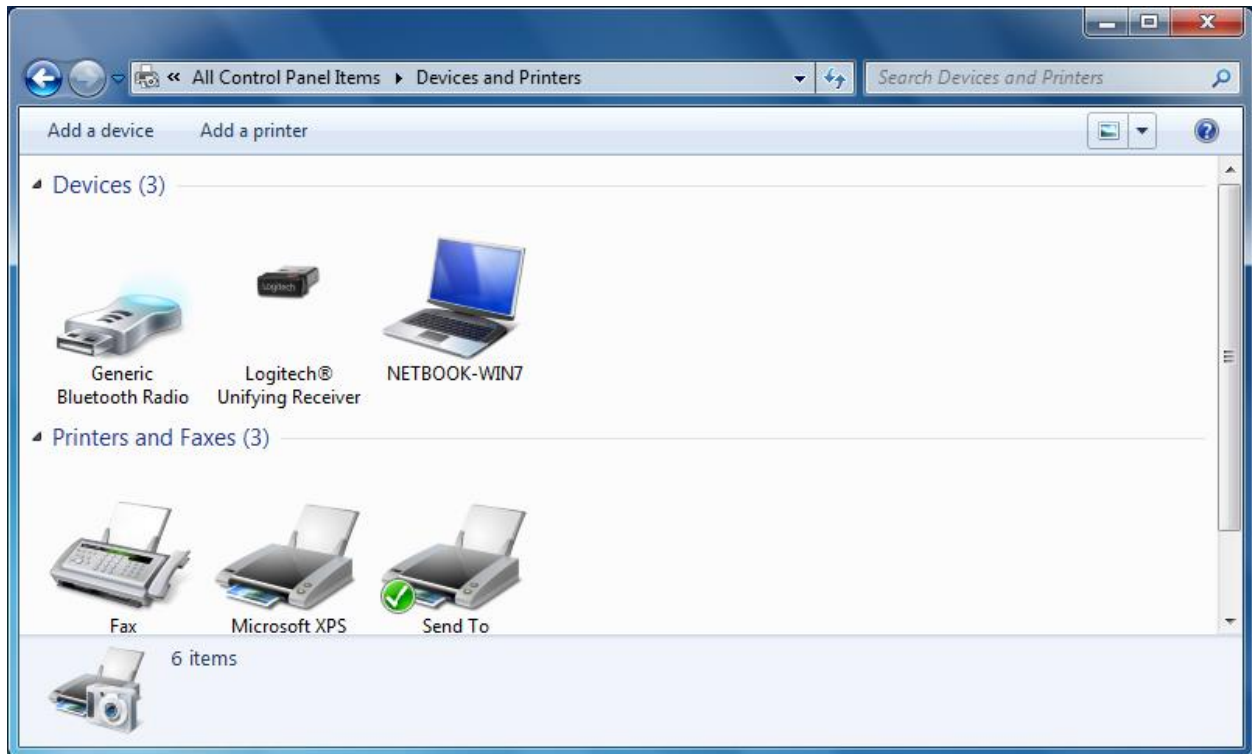 « All Control Panel Items ▸ Devices and Printers
Search Devices and Printers
Add a device Add a printer
Devices (3)
Logitech
Generic Bluetooth Radio
Logitech® Unifying Receiver
NETBOOK-WIN7
Printers and Faxes (3)
Fax
Microsoft XPS
Send To
6 items